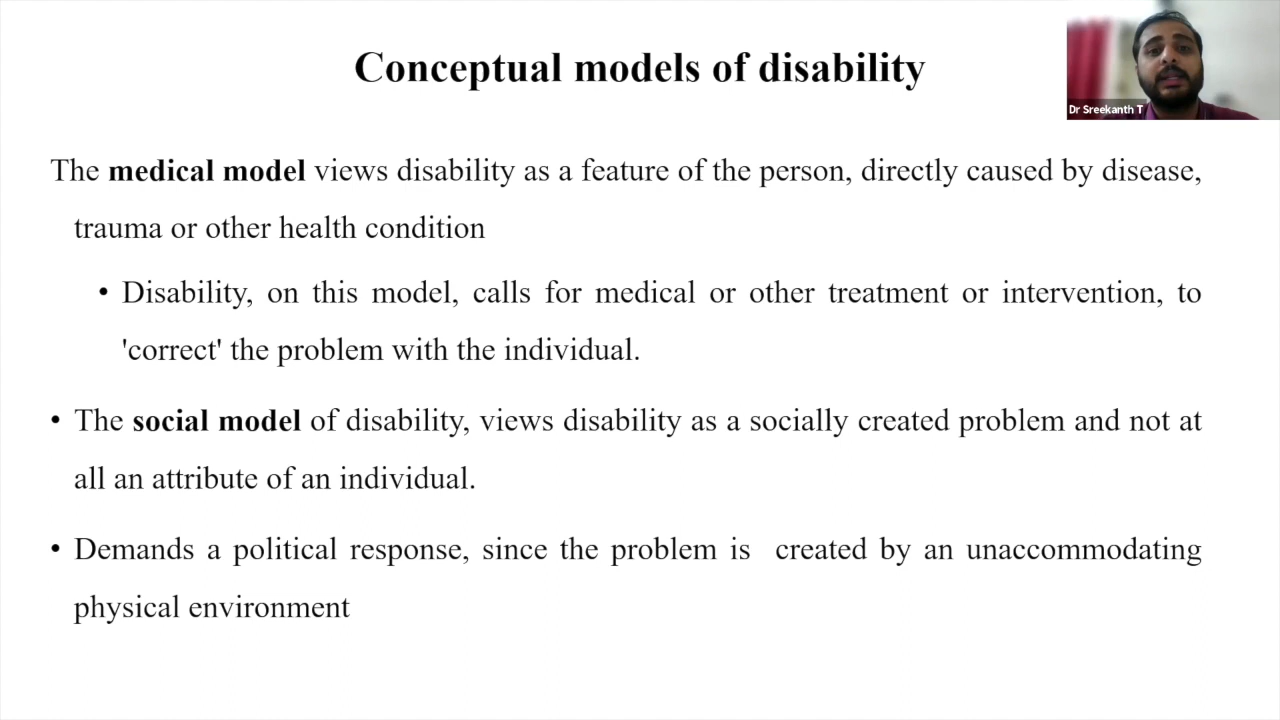 Conceptual models of disability
Dr Sreekanth T
The medical model views disability as a feature of the person, directly caused by disease,
trauma or other health condition
• Disability, on this model, calls for medical or other treatment or intervention, to
'correct' the problem with the individual.
• The social model of disability, views disability as a socially created problem and not at
all an attribute of an individual.
• Demands a political response, since the problem is  created by an unaccommodating
physical environment